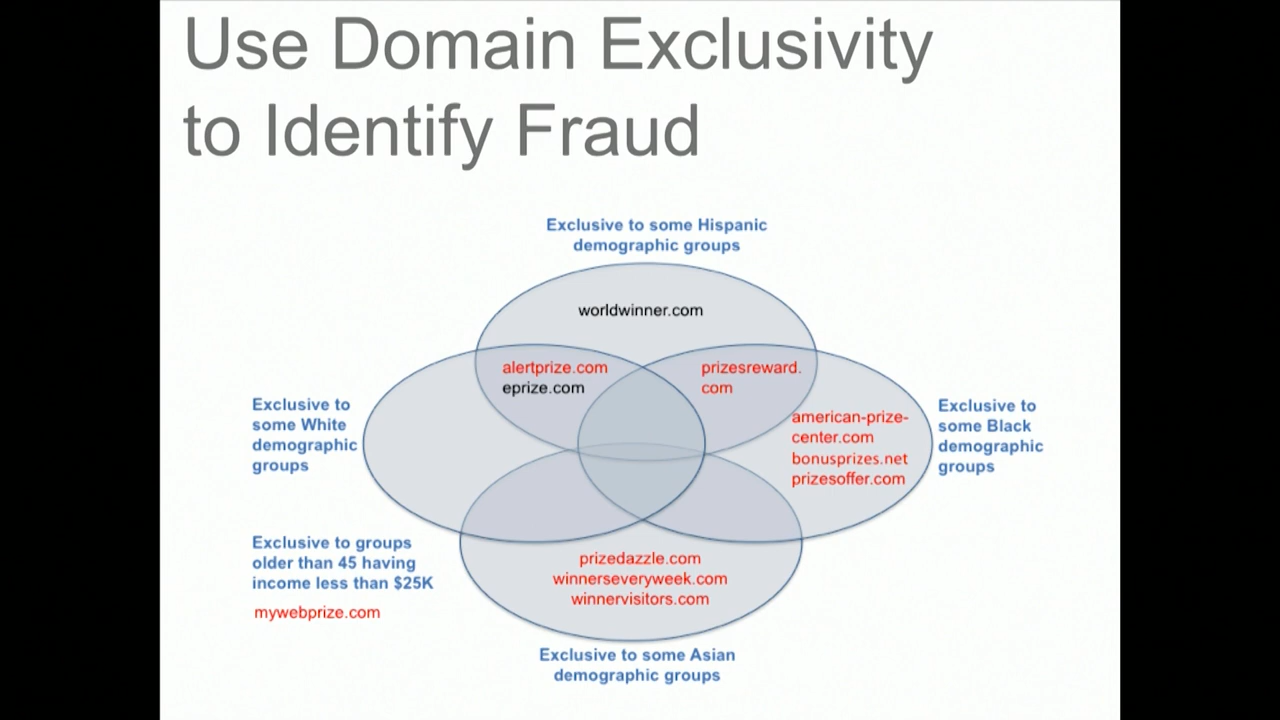 Use Domain Exclusivity
to Identify Fraud
Exclusive to some Hispanic
demographic groups
worldwinner.com
alertprize.com
eprize.com
prizesreward.
com
Exclusive to
some White
demographic
groups
american-prize-
center.com
bonusprizes.net
prizesoffer.com
Exclusive to
some Black
demographic
groups
Exclusive to groups
older than 45 having
income less than $25K
mywebprize.com
prizedazzle.com
winnerseveryweek.com
winnervisitors.com
Exclusive to some Asian
demographic groups